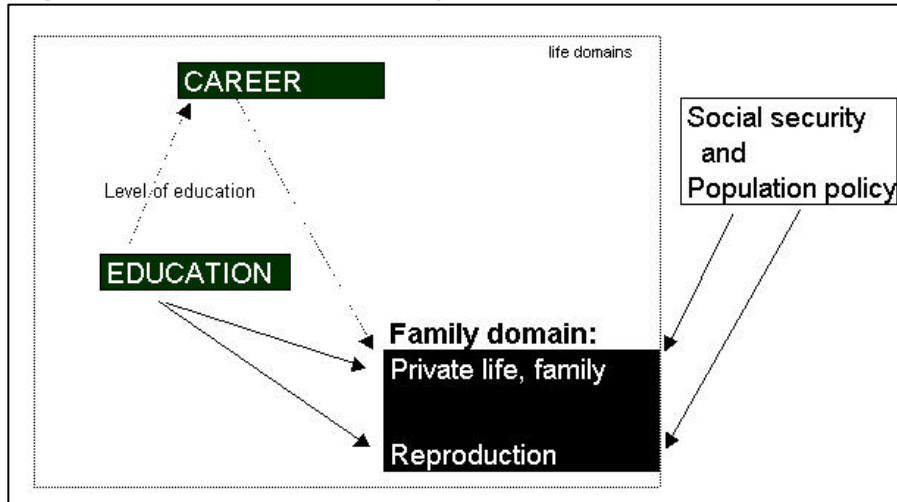 life domains
CAREER
Social security
and
Population policy
Level of education
EDUCATION
Family domain:
Private life, family
Reproduction